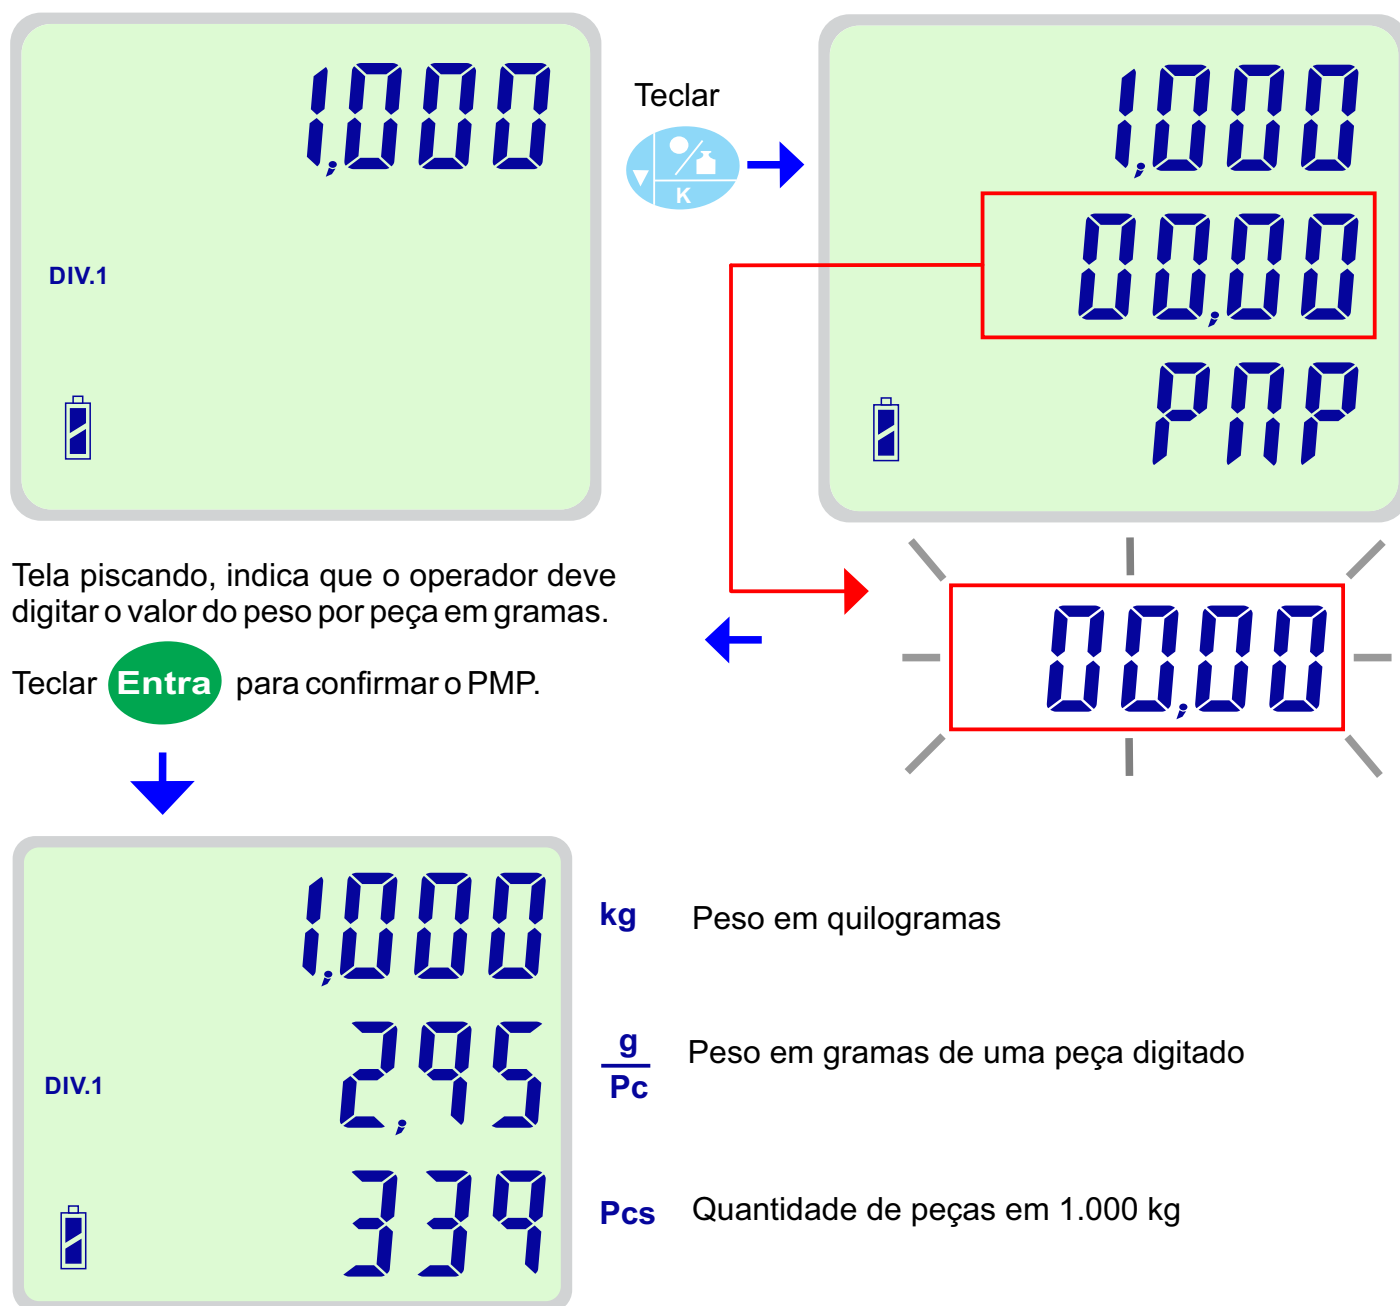 1,000
DIV.1
Teclar
K
1,000
00,00
PMP
Tela piscando, indica que o operador deve
digitar o valor do peso por peça em gramas.
Teclar Entra para confirmar o PMP.
00,00
1,000
kg Peso em quilogramas
DIV.1
2,95
g
Pc
Peso em gramas de uma peça digitado
339
Pcs Quantidade de peças em 1.000 kg